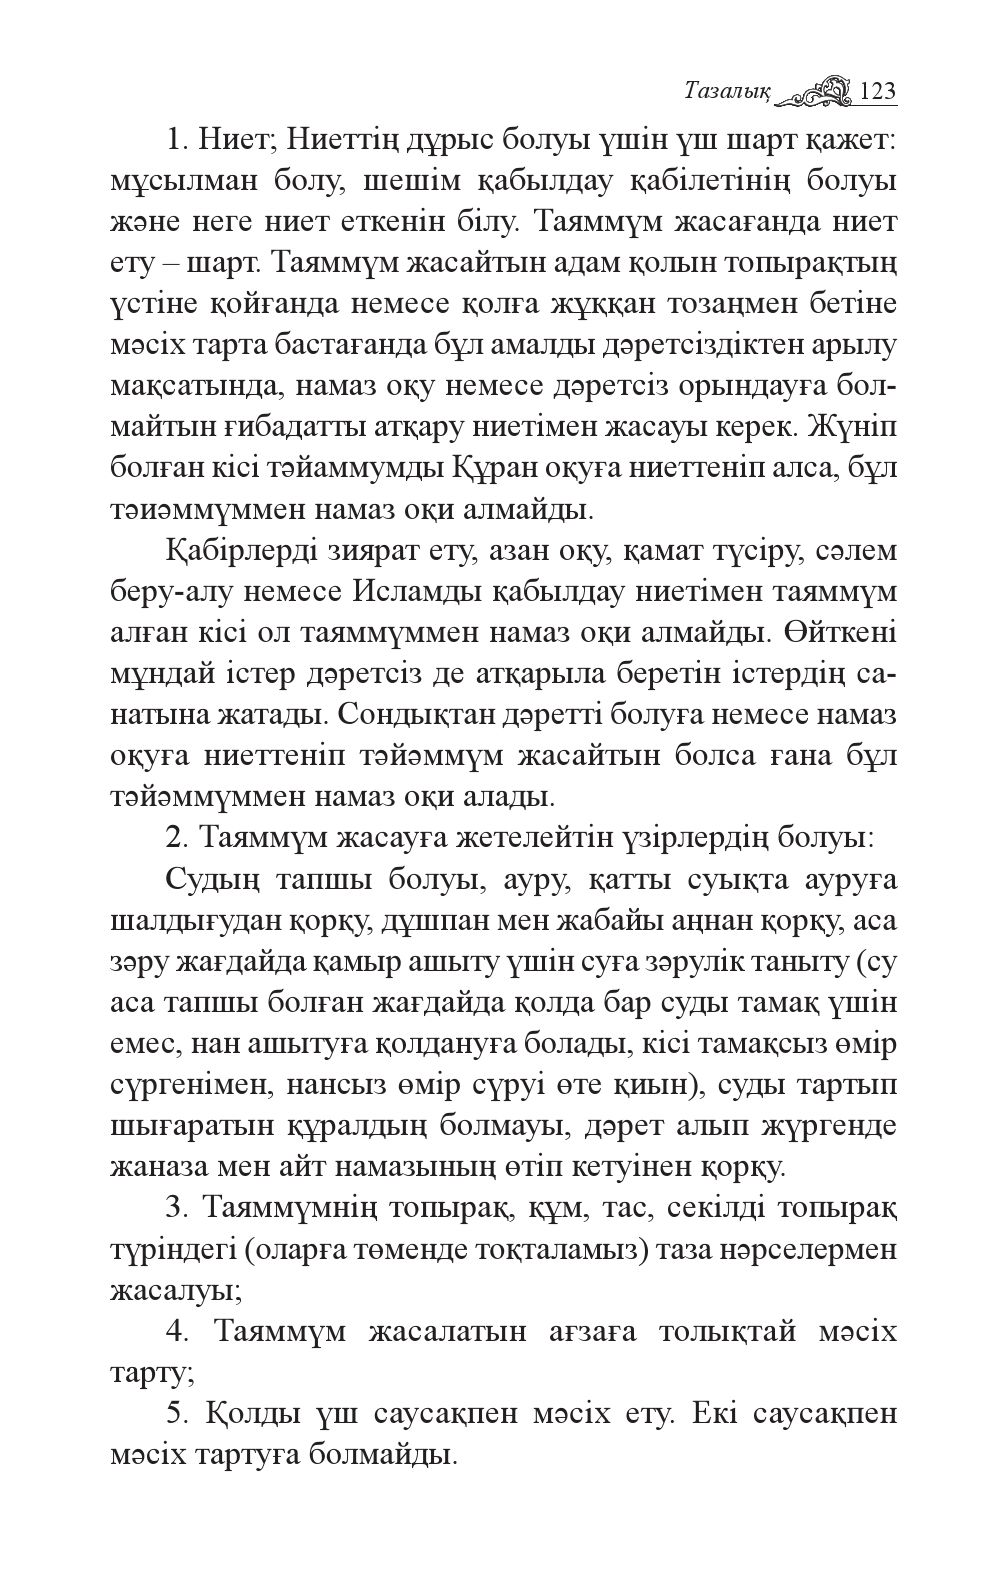 Тазалық 123
1. Ниет; Ниеттің дұрыс болуы үшін үш шарт қажет:
мұсылман болу, шешім қабылдау қабілетінің болуы
және неге ниет еткенін білу. Таяммүм жасағанда ниет
ету – шарт. Таяммүм жасайтын адам қолын топырақтың
үстіне қойғанда немесе қолға жұққан тозаңмен бетіне
мәсіх тарта бастағанда бұл амалды дәретсіздіктен арылу
мақсатында, намаз оқу немесе дәретсіз орындауға бол-
майтын ғибадатты атқару ниетімен жасауы керек. Жүніп
болған кісі тәйаммумды Құран оқуға ниеттеніп алса, бұл
тәиәммүммен намаз оқи алмайды.
Қабірлерді зиярат ету, азан оқу, қамат түсіру, сәлем
беру-алу немесе Исламды қабылдау ниетімен таяммүм
алған кісі ол таяммүммен намаз оқи алмайды. Өйткені
мұндай істер дәретсіз де атқарыла беретін істердің са-
натына жатады. Сондықтан дәретті болуға немесе намаз
оқуға ниеттеніп тәйәммүм жасайтын болса ғана бұл
тәйәммүммен намаз оқи алады.
2. Таяммүм жасауға жетелейтін үзірлердің болуы:
Судың тапшы болуы, ауру, қатты суықта ауруға
шалдығудан қорқу, дұшпан мен жабайы аңнан қорқу, аса
зәру жағдайда қамыр ашыту үшін суға зәрулік таныту (су
аса тапшы болған жағдайда қолда бар суды тамақ үшін
емес, нан ашытуға қолдануға болады, кісі тамақсыз өмір
сүргенімен, нансыз өмір сүруі өте қиын), суды тартып
шығаратын құралдың болмауы, дәрет алып жүргенде
жаназа мен айт намазының өтіп кетуінен қорқу.
3. Таяммүмнің топырақ, құм, тас, секілді топырақ
түріндегі (оларға төменде тоқталамыз) таза нәрселермен
жасалуы;
4. Таяммүм жасалатын ағзаға толықтай мәсіх
тарту;
5. Қолды үш саусақпен мәсіх ету. Екі саусақпен
мәсіх тартуға болмайды.